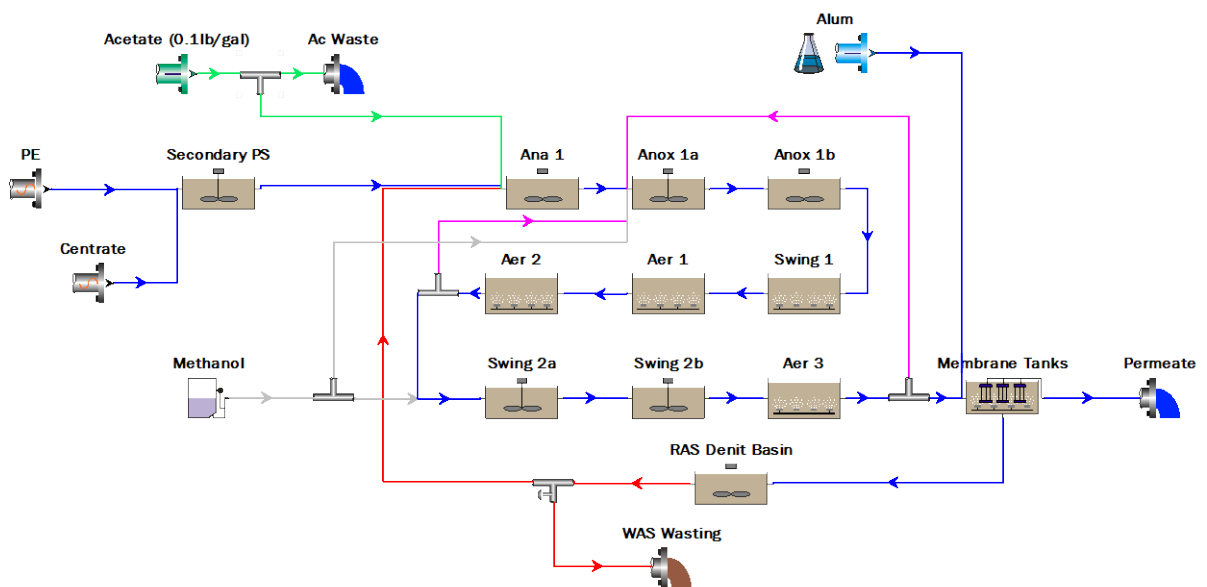 Alum
Acetate (0.1lb/gal)
Ac Waste
PE
Secondary PS
Ana 1
Anox 1a
Anox 1b
Centrate
Aer 2
Aer 1
Swing 1
Methanol
Swing 2a
Swing 2b
Aer 3
Membrane Tanks
Permeate
RAS Denit Basin
WAS Wasting